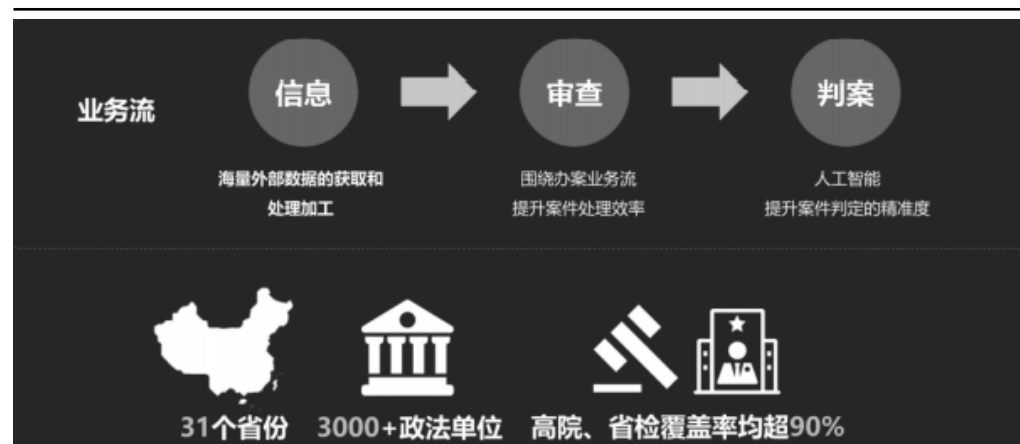 业务流
信息
审查
判案
海量外部数据的获取和
处理加工
围绕办案业务流
提升案件处理效率
人工智能
提升案件判定的精准度
31个省份
3000+政法单位
高院、省检覆盖率均超90%